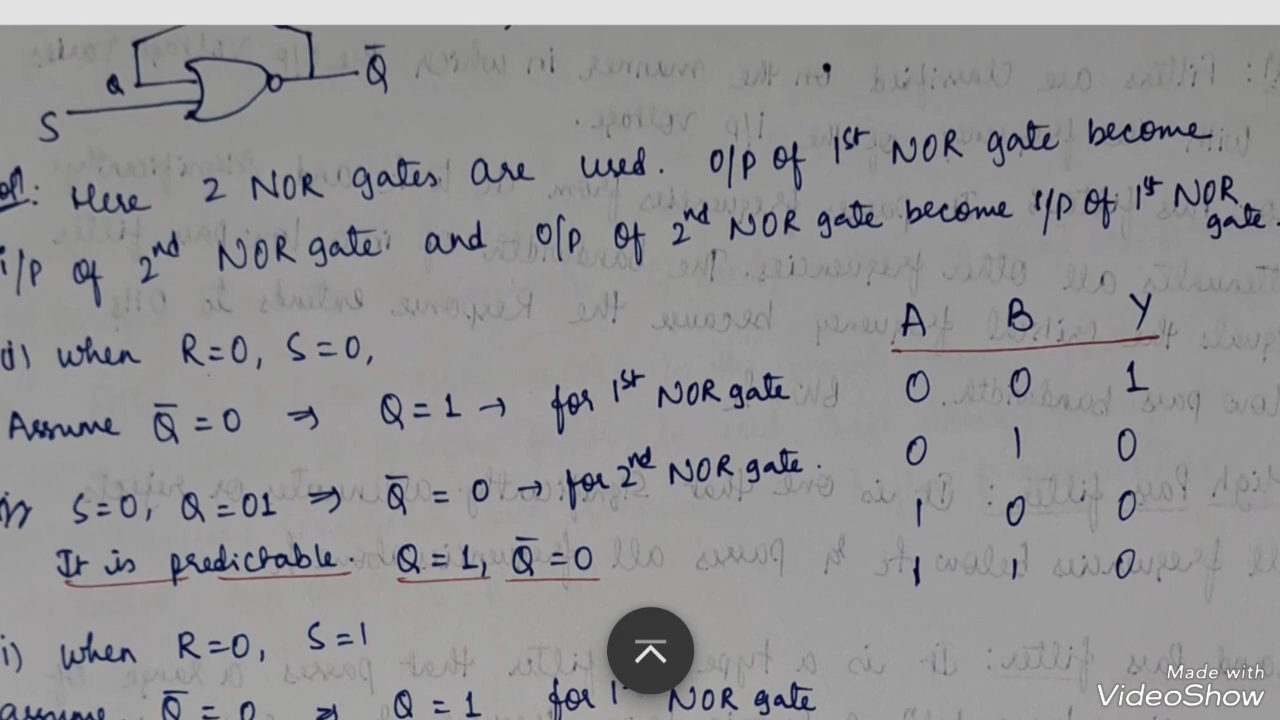 Q̄
Q
S
Here 2 NOR gates are used. O/P of 1st NOR gate become
i/P of 2nd NOR gate and O/P of 2nd NOR gate become i/P of 1st NOR gate.
A B Y
i) when R=0, S=0,
0 0 1
Assume Q̄ = 0 ⇒ Q = 1 → for 1st NOR gate
0 1 0
S=0, Q=01 ⇒ Q̄ = 0 → for 2nd NOR gate.
1 0 0
It is predictable. Q=1, Q̄=0
1 1 0
i) when R=0, S=1
assume Q̄ = 0 ⇒ Q = 1 for 1st NOR gate
Made with
VideoShow